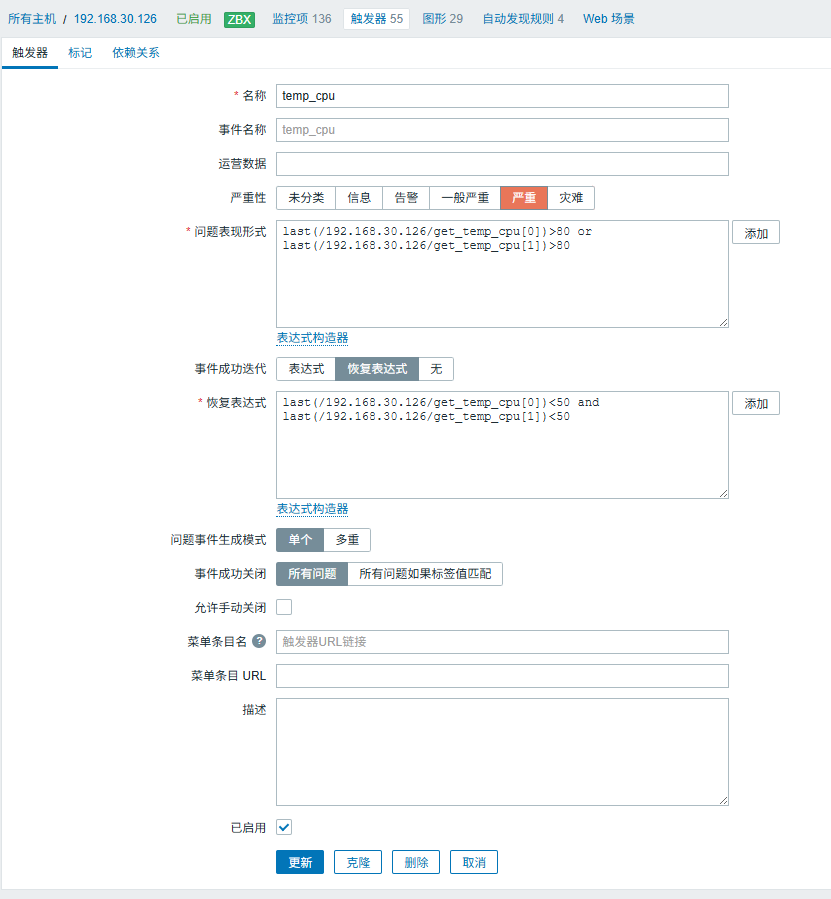 所有主机 / 192.168.30.126 已启用 ZBX 监控项 136 触发器 55 图形 29 自动发现规则 4 Web 场景
触发器 标记 依赖关系
* 名称 temp_cpu
事件名称 temp_cpu
运营数据
严重性 未分类 信息 告警 一般严重 严重 灾难
* 问题表现形式 last(/192.168.30.126/get_temp_cpu[0])>80 or 添加
last(/192.168.30.126/get_temp_cpu[1])>80
表达式构造器
事件成功迭代 表达式 恢复表达式 无
* 恢复表达式 last(/192.168.30.126/get_temp_cpu[0])<50 and 添加
last(/192.168.30.126/get_temp_cpu[1])<50
表达式构造器
问题事件生成模式 单个 多重
事件成功关闭 所有问题 所有问题如果标签值匹配
允许手动关闭
菜单条目名 ? 触发器URL链接
菜单条目 URL
描述
已启用
更新 克隆 删除 取消